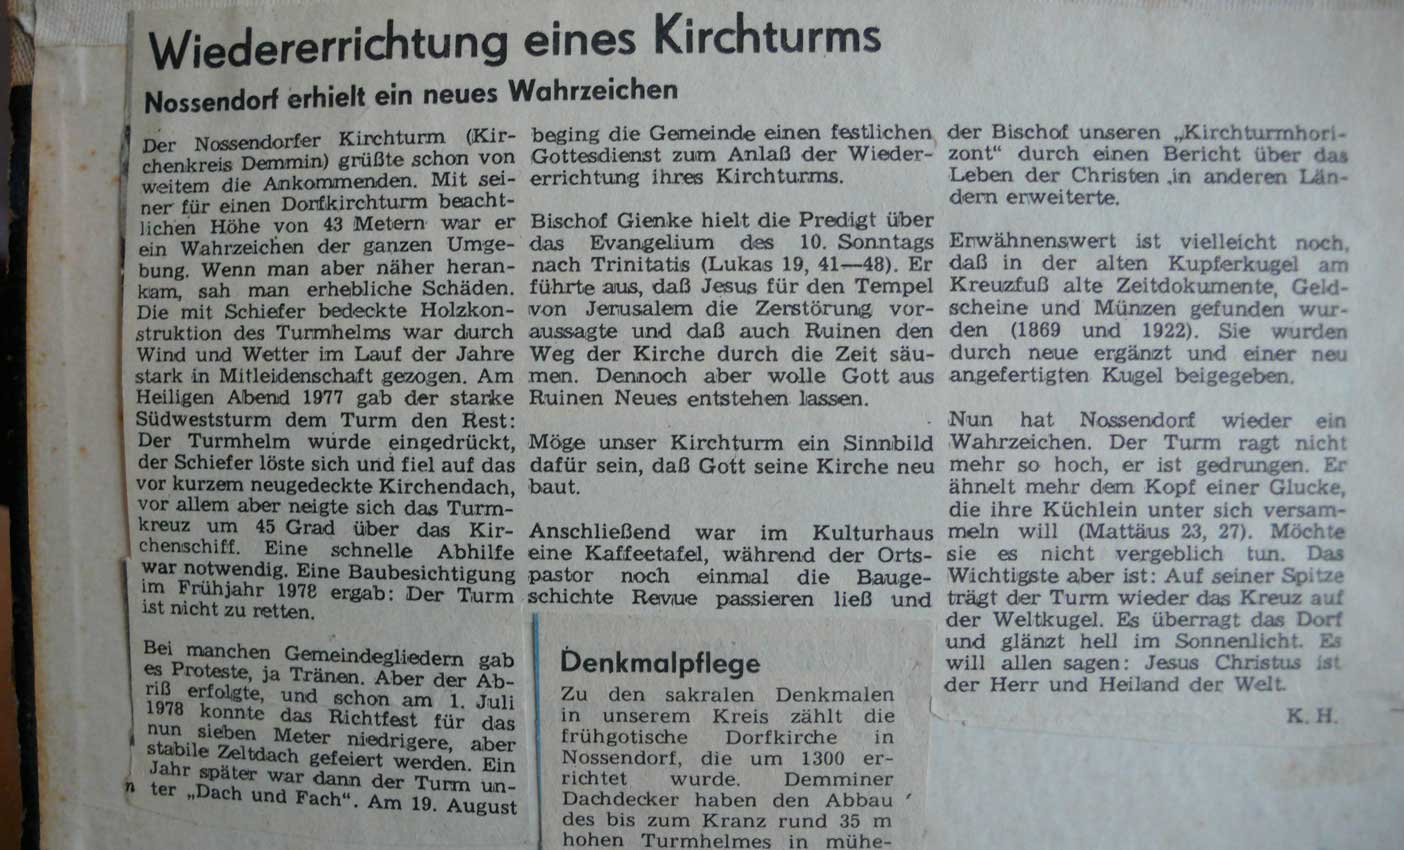 Wiedererrichtung eines Kirchturms
Nossendorf erhielt ein neues Wahrzeichen
Der Nossendorfer Kirchturm (Kir-
chenkreis Demmin) grüßte schon von
weitem die Ankommenden. Mit sei-
ner für einen Dorfkirchturm beacht-
lichen Höhe von 43 Metern war er
ein Wahrzeichen der ganzen Umge-
bung. Wenn man aber näher heran-
kam, sah man erhebliche Schäden.
Die mit Schiefer bedeckte Holzkon-
struktion des Turmhelms war durch
Wind und Wetter im Lauf der Jahre
stark in Mitleidenschaft gezogen. Am
Heiligen Abend 1977 gab der starke
Südweststurm dem Turm den Rest:
Der Turmhelm wurde eingedrückt,
der Schiefer löste sich und fiel auf das
vor kurzem neugedeckte Kirchendach,
vor allem aber neigte sich das Turm-
kreuz um 45 Grad über das Kir-
chenschiff. Eine schnelle Abhilfe
war notwendig. Eine Baubesichtigung
im Frühjahr 1978 ergab: Der Turm
ist nicht zu retten.
Bei manchen Gemeindegliedern gab
es Proteste, ja Tränen. Aber der Ab-
riß erfolgte, und schon am 1. Juli
1978 konnte das Richtfest für das
nun sieben Meter niedrigere, aber
stabile Zeltdach gefeiert werden. Ein
Jahr später war dann der Turm un-
n ter „Dach und Fach“. Am 19. August
beging die Gemeinde einen festlichen
Gottesdienst zum Anlaß der Wieder-
errichtung ihres Kirchturms.
Bischof Gienke hielt die Predigt über
das Evangelium des 10. Sonntags
nach Trinitatis (Lukas 19, 41—48). Er
führte aus, daß Jesus für den Tempel
von Jerusalem die Zerstörung vor-
aussagte und daß auch Ruinen den
Weg der Kirche durch die Zeit säu-
men. Dennoch aber wolle Gott aus
Ruinen Neues entstehen lassen.
Möge unser Kirchturm ein Sinnbild
dafür sein, daß Gott seine Kirche neu
baut.
Anschließend war im Kulturhaus
eine Kaffeetafel, während der Orts-
pastor noch einmal die Bauge-
schichte Revue passieren ließ und
der Bischof unseren „Kirchturmhori-
zont“ durch einen Bericht über das
Leben der Christen in anderen Län-
dern erweiterte.
Erwähnenswert ist vielleicht noch,
daß in der alten Kupferkugel am
Kreuzfuß alte Zeitdokumente, Geld-
scheine und Münzen gefunden wur-
den (1869 und 1922). Sie wurden
durch neue ergänzt und einer neu
angefertigten Kugel beigegeben.
Nun hat Nossendorf wieder ein
Wahrzeichen. Der Turm ragt nicht
mehr so hoch, er ist gedrungen. Er
ähnelt mehr dem Kopf einer Glucke,
die ihre Küchlein unter sich versam-
meln will (Mattäus 23, 27). Möchte
sie es nicht vergeblich tun. Das
Wichtigste aber ist: Auf seiner Spitze
trägt der Turm wieder das Kreuz auf
der Weltkugel. Es überragt das Dorf
und glänzt hell im Sonnenlicht. Es
will allen sagen: Jesus Christus ist
der Herr und Heiland der Welt.
K. H.
Denkmalpflege
Zu den sakralen Denkmalen
in unserem Kreis zählt die
frühgotische Dorfkirche in
Nossendorf, die um 1300 er-
richtet wurde. Demminer
Dachdecker haben den Abbau
des bis zum Kranz rund 35 m
hohen Turmhelmes in mühe-